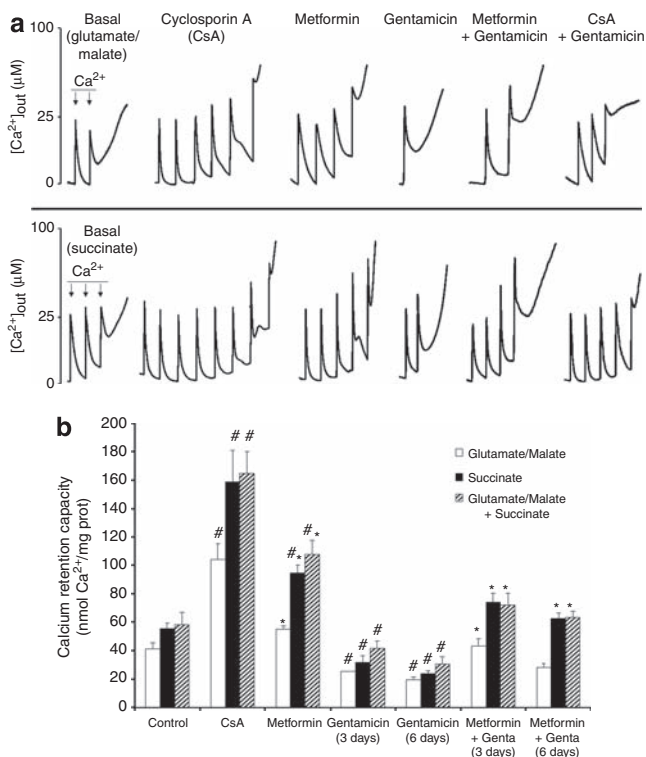 a
Basal
(glutamate/
malate)
Cyclosporin A
(CsA)
Metformin
Gentamicin
Metformin
+ Gentamicin
CsA
+ Gentamicin
[Ca2+]out (μM)
100
25
0
Ca2+
Basal
(succinate)
[Ca2+]out (μM)
100
25
0
Ca2+
b
Calcium retention capacity
(nmol Ca2+/mg prot)
200
180
160
140
120
100
80
60
40
20
0
Glutamate/Malate
Succinate
Glutamate/Malate
+ Succinate
#
# #
*
#*
#*
# # #
# # #
*
* *
* *
Control
CsA
Metformin
Gentamicin
(3 days)
Gentamicin
(6 days)
Metformin
+ Genta
(3 days)
Metformin
+ Genta
(6 days)